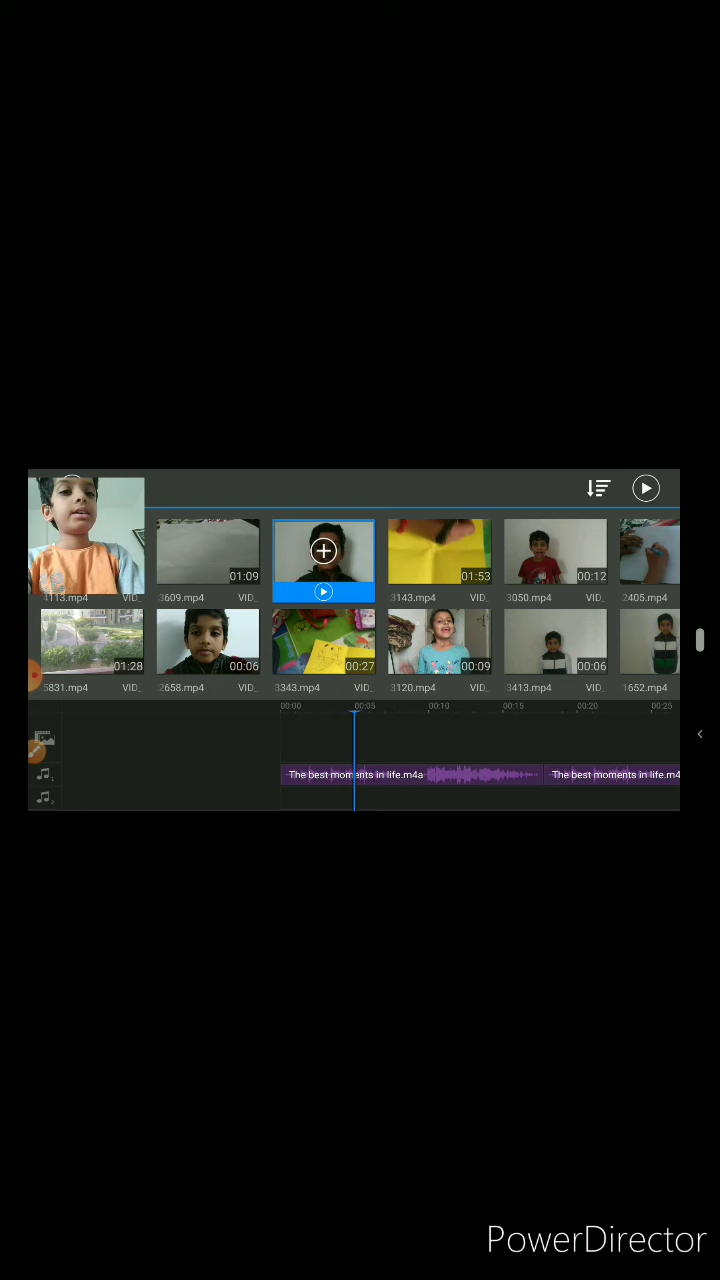 01:09 01:53 00:12
4113.mp4 VID_ 3609.mp4 VID_ 3143.mp4 VID_ 3050.mp4 VID_ 2405.mp4
01:28 00:06 00:27 00:09 00:06
5831.mp4 VID_ 2658.mp4 VID_ 3343.mp4 VID_ 3120.mp4 VID_ 3413.mp4 VID_ 1652.mp4
00:00 00:05 00:10 00:15 00:20 00:25
The best moments in life.m4a The best moments in life.m4
PowerDirector